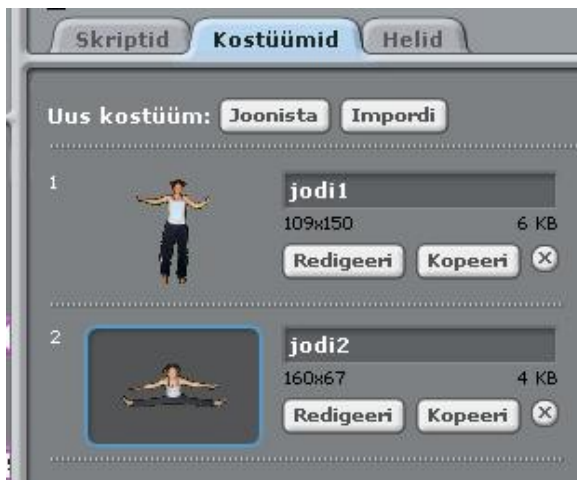 Skriptid Kostüümid Helid
Uus kostüüm: Joonista Impordi
1
jodi1
109x150 6 KB
Redigeeri Kopeeri
2
jodi2
160x67 4 KB
Redigeeri Kopeeri